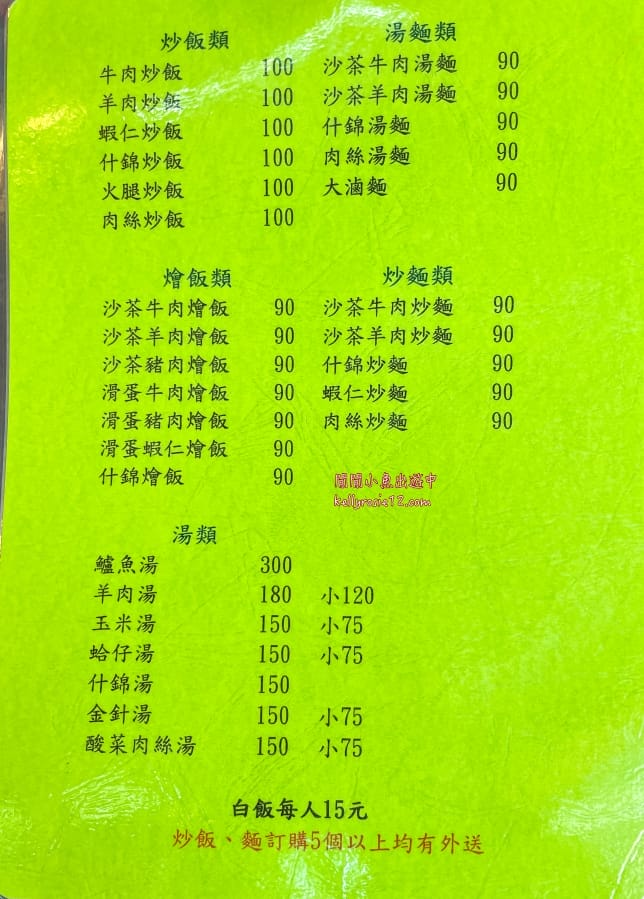 炒飯類
牛肉炒飯 100
羊肉炒飯 100
蝦仁炒飯 100
什錦炒飯 100
火腿炒飯 100
肉絲炒飯 100
湯麵類
沙茶牛肉湯麵 90
沙茶羊肉湯麵 90
什錦湯麵 90
肉絲湯麵 90
大滷麵 90
燴飯類
沙茶牛肉燴飯 90
沙茶羊肉燴飯 90
沙茶豬肉燴飯 90
滑蛋牛肉燴飯 90
滑蛋豬肉燴飯 90
滑蛋蝦仁燴飯 90
什錦燴飯 90
炒麵類
沙茶牛肉炒麵 90
沙茶羊肉炒麵 90
什錦炒麵 90
蝦仁炒麵 90
肉絲炒麵 90
鬧鬧小魚出遊中
kellyrosie12.com
湯類
鱸魚湯 300
羊肉湯 180 小120
玉米湯 150 小75
蛤仔湯 150 小75
什錦湯 150
金針湯 150 小75
酸菜肉絲湯 150 小75
白飯每人15元
炒飯、麵訂購5個以上均有外送